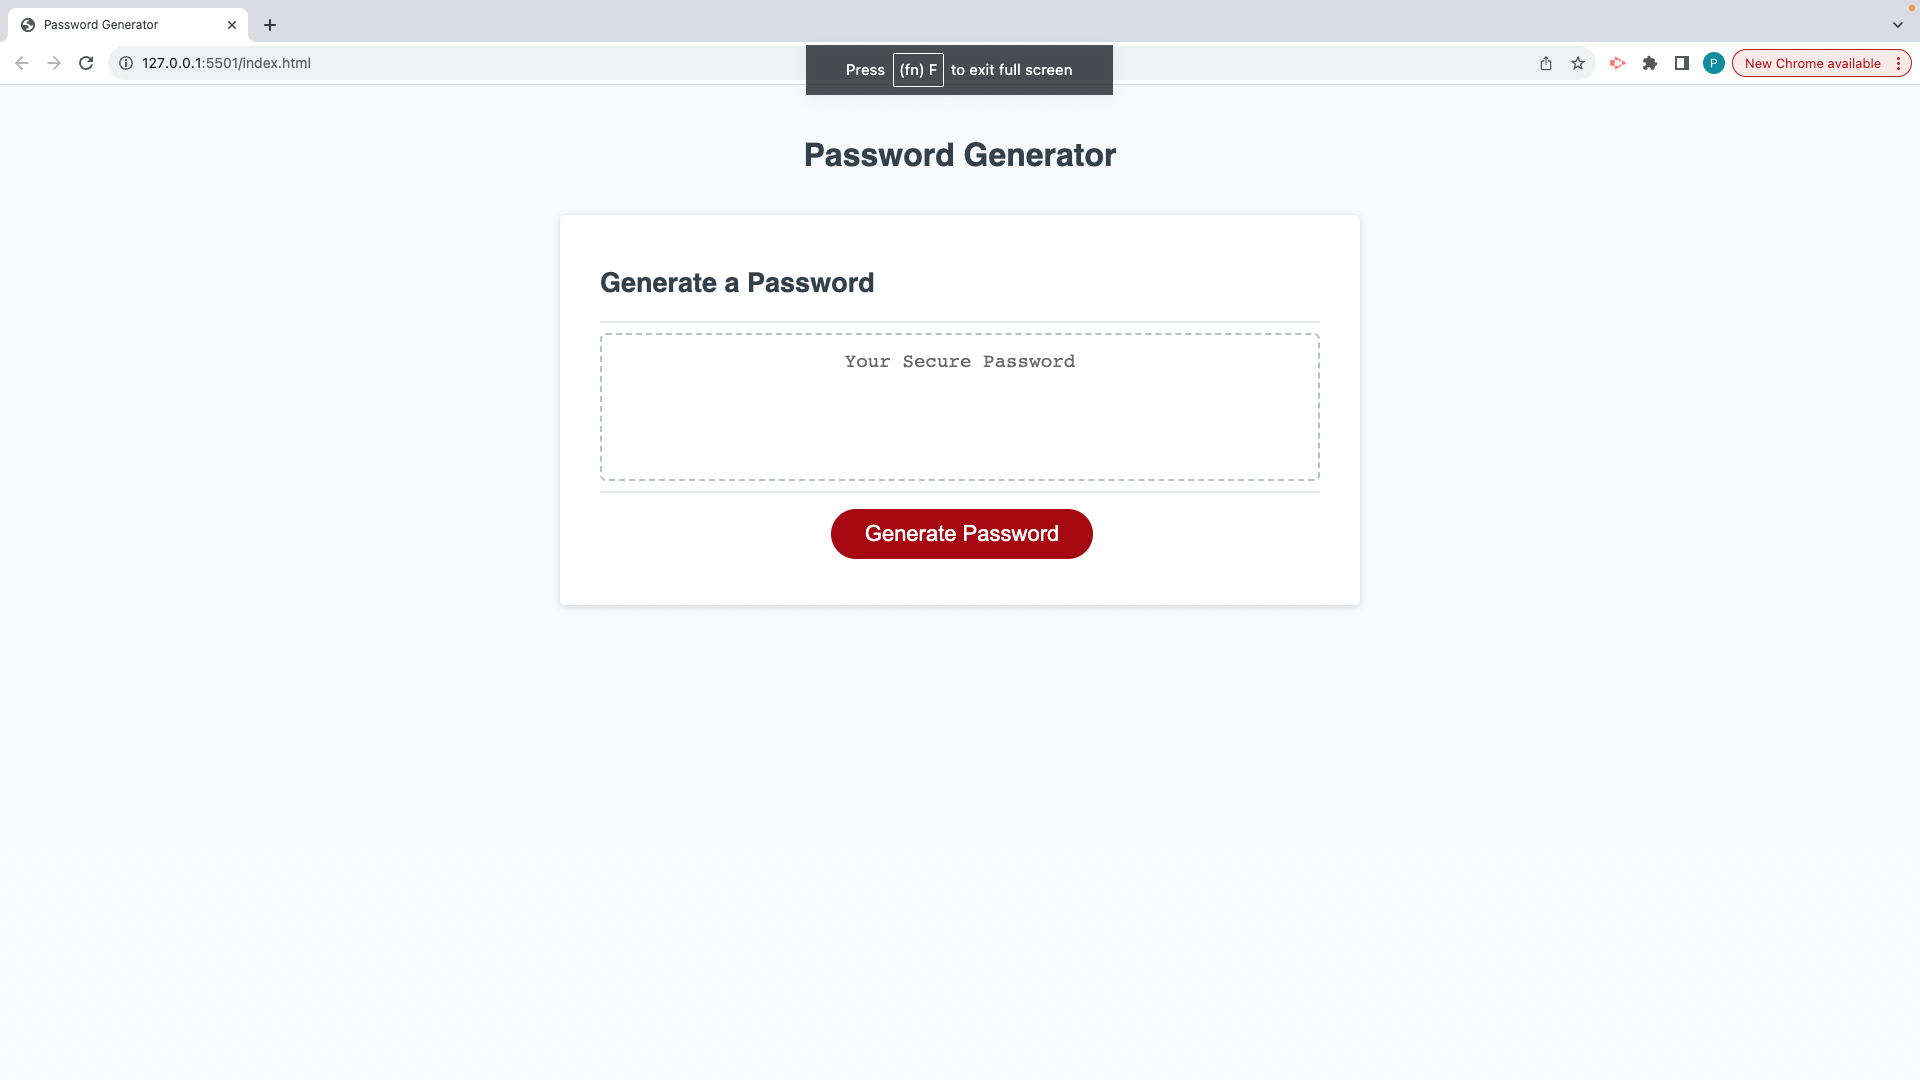 Password Generator
127.0.0.1:5501/index.html
P
New Chrome available
Press (fn) F to exit full screen
Password Generator
Generate a Password
Your Secure Password
Generate Password